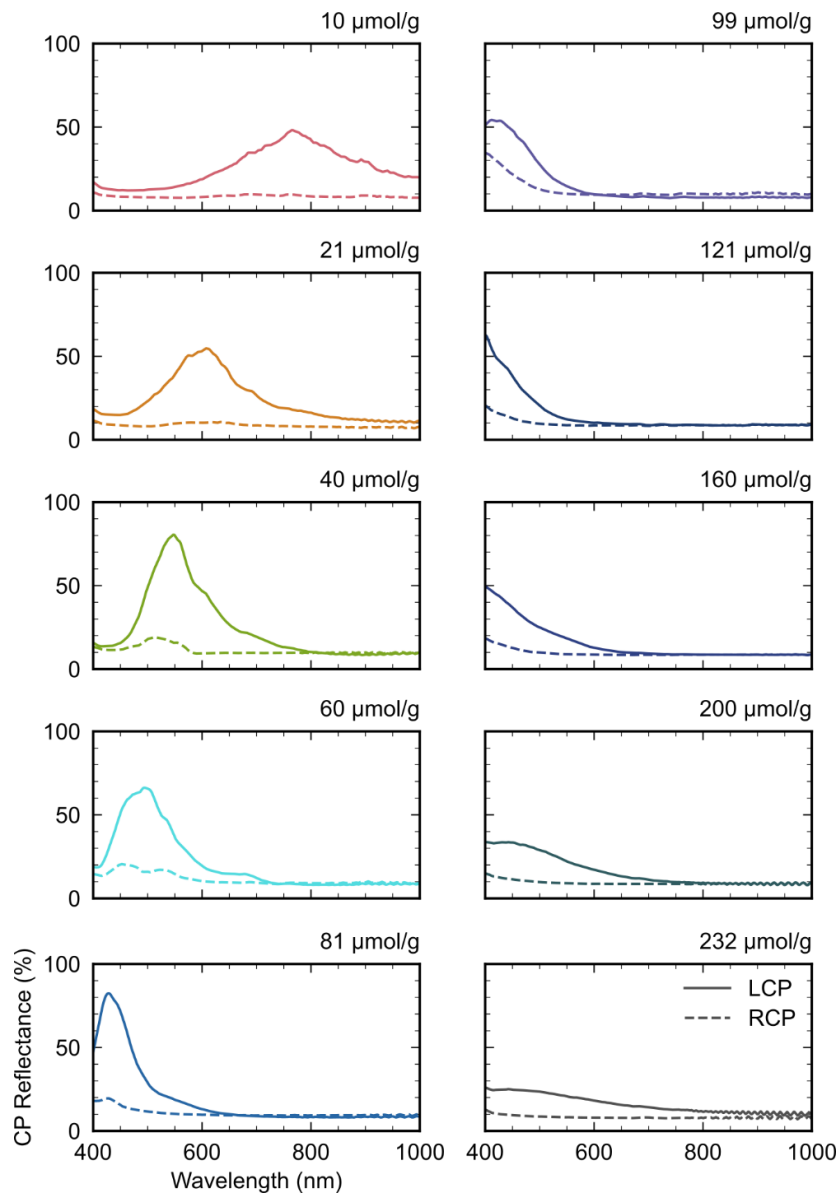 10 µmol/g
100
50
0
99 µmol/g
21 µmol/g
100
50
0
121 µmol/g
40 µmol/g
100
50
0
160 µmol/g
60 µmol/g
100
50
0
200 µmol/g
81 µmol/g
100
50
0
400 600 800 1000
232 µmol/g
LCP
RCP
400 600 800 1000
CP Reflectance (%)
Wavelength (nm)